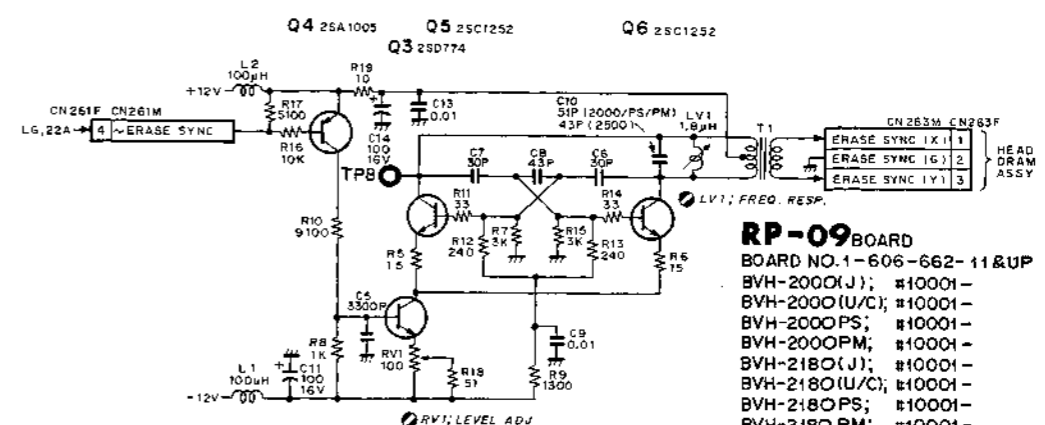 Q4 2SA1005 Q5 2SC1252 Q6 2SC1252
Q3 2SD774
L2
100μH
+12V
R19
10
R17
5100
C13
0.01
C10
51P (2000/PS/PM)
43P (2500)
LV1
1.8μH
CN261F CN261M
LG,22A 4 ~ERASE SYNC
R16
10K
C14
100
16V
T1
CN263M CN263F
ERASE SYNC (X) 1
ERASE SYNC (G) 2
ERASE SYNC (Y) 3
HEAD
DRAM
ASSY
TP8
C7
30P
C8
43P
C6
30P
LV1; FREQ. RESP.
R11
33
R14
33
R10
9100
R12
240
R7
3K
R15
3K
R13
240
R5
15
R6
15
RP-09 BOARD
BOARD NO.1-606-662-11&UP
BVH-2000(J); #10001-
BVH-2000(U/C); #10001-
BVH-2000PS; #10001-
BVH-2000PM; #10001-
BVH-2180(J); #10001-
BVH-2180(U/C); #10001-
BVH-2180PS; #10001-
BVH-2180PM; #10001-
C5
3300P
R8
1K
L1
100μH
-12V
C11
100
16V
RV1
100
R18
51
C9
0.01
R9
1300
RV1; LEVEL ADJ